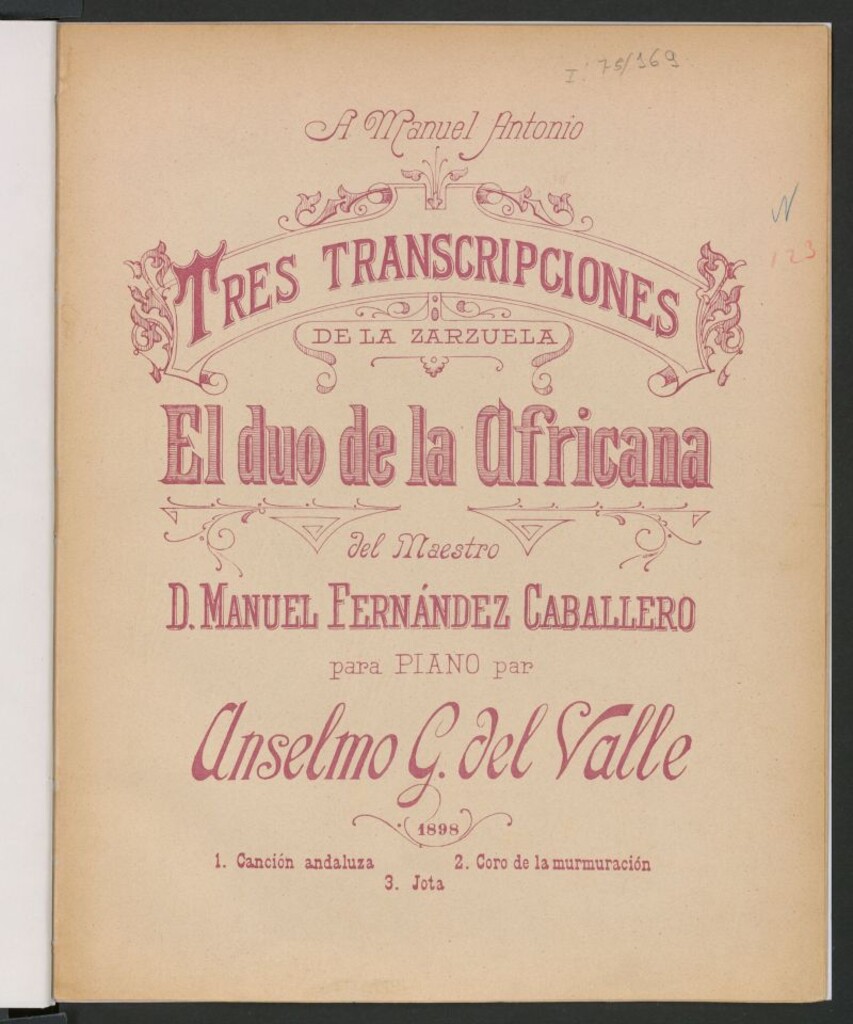 I. 75/169
A Manuel Antonio
TRES TRANSCRIPCIONES
DE LA ZARZUELA
El duo de la Africana
del Maestro
D. MANUEL FERNÁNDEZ CABALLERO
para PIANO par
Anselmo G. del Valle
1898
1. Canción andaluza 2. Coro de la murmuración
3. Jota
N
123